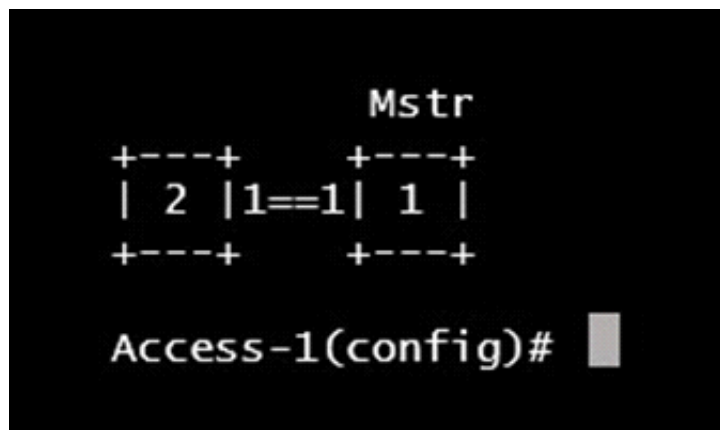 Mstr
+---+    +---+
| 2 |1==1| 1 |
+---+    +---+
Access-1(config)#